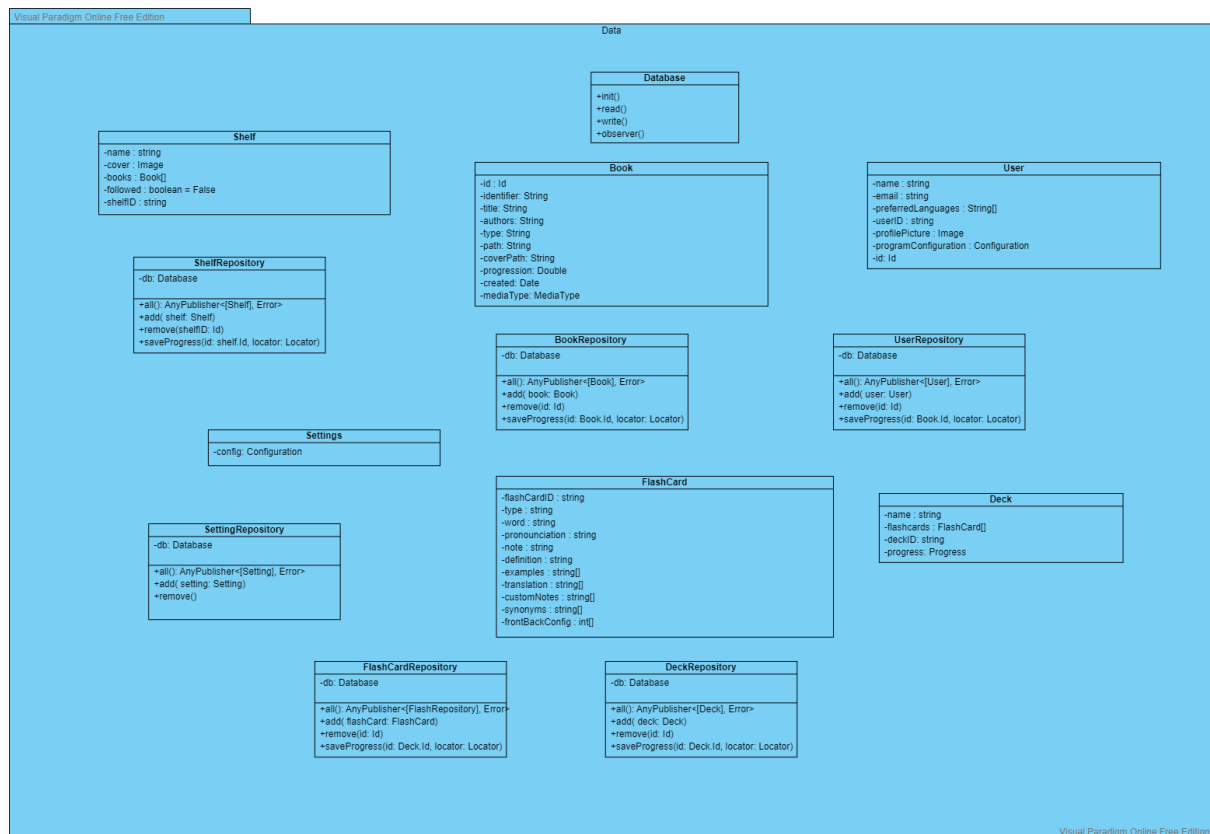 Visual Paradigm Online Free Edition
Data
Database
+init()
+read()
+write()
+observer()
Shelf
-name : string
-cover : Image
-books : Book[]
-followed : boolean = False
-shelfID : string
Book
-id : Id
-identifier: String
-title: String
-authors: String
-type: String
-path: String
-coverPath: String
-progression: Double
-created: Date
-mediaType: MediaType
User
-name : string
-email : string
-preferredLanguages : String[]
-userID : string
-profilePicture : Image
-programConfiguration : Configuration
-id: Id
ShelfRepository
-db: Database
+all(): AnyPublisher<[Shelf], Error>
+add( shelf: Shelf)
+remove(shelfID: Id)
+saveProgress(id: shelf.Id, locator: Locator)
BookRepository
-db: Database
+all(): AnyPublisher<[Book], Error>
+add( book: Book)
+remove(id: Id)
+saveProgress(id: Book.Id, locator: Locator)
UserRepository
-db: Database
+all(): AnyPublisher<[User], Error>
+add( user: User)
+remove(id: Id)
+saveProgress(id: Book.Id, locator: Locator)
Settings
-config: Configuration
FlashCard
-flashCardID : string
-type : string
-word : string
-pronounciation : string
-note : string
-definition : string
-examples : string[]
-translation : string[]
-customNotes : string[]
-synonyms : string[]
-frontBackConfig : int[]
Deck
-name : string
-flashcards : FlashCard[]
-deckID: string
-progress: Progress
SettingRepository
-db: Database
+all(): AnyPublisher<[Setting], Error>
+add( setting: Setting)
+remove()
FlashCardRepository
-db: Database
+all(): AnyPublisher<[FlashRepository], Error>
+add( flashCard: FlashCard)
+remove(id: Id)
+saveProgress(id: Deck.Id, locator: Locator)
DeckRepository
-db: Database
+all(): AnyPublisher<[Deck], Error>
+add( deck: Deck)
+remove(id: Id)
+saveProgress(id: Deck.Id, locator: Locator)
Visual Paradigm Online Free Edition